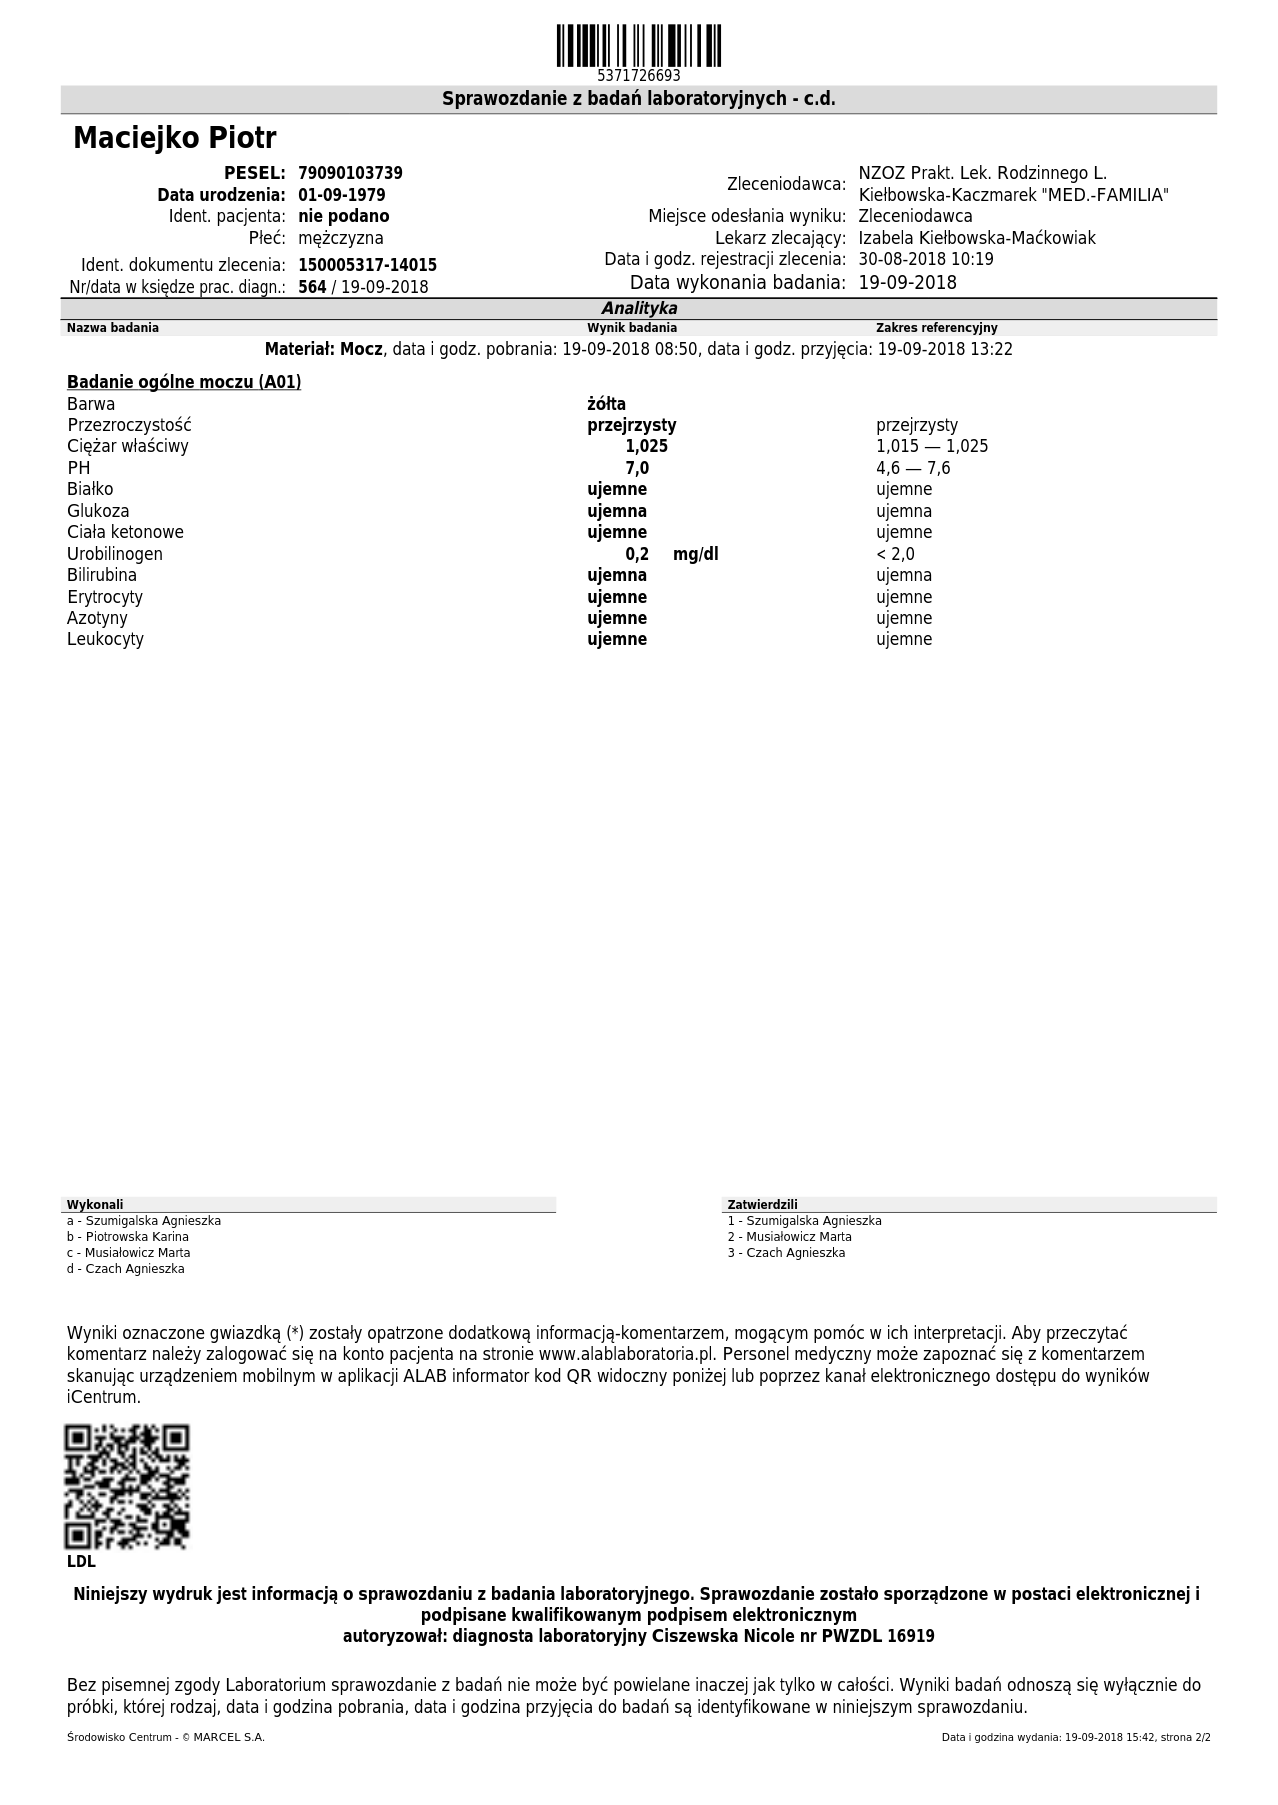 5371726693
Sprawozdanie z badań laboratoryjnych - c.d.
Maciejko Piotr
PESEL: 79090103739
Data urodzenia: 01-09-1979
Ident. pacjenta: nie podano
Płeć: mężczyzna
Ident. dokumentu zlecenia: 150005317-14015
Nr/data w księdze prac. diagn.: 564 / 19-09-2018
Zleceniodawca: NZOZ Prakt. Lek. Rodzinnego L.
Kiełbowska-Kaczmarek "MED.-FAMILIA"
Miejsce odesłania wyniku: Zleceniodawca
Lekarz zlecający: Izabela Kiełbowska-Maćkowiak
Data i godz. rejestracji zlecenia: 30-08-2018 10:19
Data wykonania badania: 19-09-2018
Analityka
Nazwa badania Wynik badania Zakres referencyjny
Materiał: Mocz, data i godz. pobrania: 19-09-2018 08:50, data i godz. przyjęcia: 19-09-2018 13:22
Badanie ogólne moczu (A01)
Barwa żółta
Przezroczystość przejrzysty przejrzysty
Ciężar właściwy 1,025 1,015 — 1,025
PH 7,0 4,6 — 7,6
Białko ujemne ujemne
Glukoza ujemna ujemna
Ciała ketonowe ujemne ujemne
Urobilinogen 0,2 mg/dl < 2,0
Bilirubina ujemna ujemna
Erytrocyty ujemne ujemne
Azotyny ujemne ujemne
Leukocyty ujemne ujemne
Wykonali
a - Szumigalska Agnieszka
b - Piotrowska Karina
c - Musiałowicz Marta
d - Czach Agnieszka
Zatwierdzili
1 - Szumigalska Agnieszka
2 - Musiałowicz Marta
3 - Czach Agnieszka
Wyniki oznaczone gwiazdką (*) zostały opatrzone dodatkową informacją-komentarzem, mogącym pomóc w ich interpretacji. Aby przeczytać
komentarz należy zalogować się na konto pacjenta na stronie www.alablaboratoria.pl. Personel medyczny może zapoznać się z komentarzem
skanując urządzeniem mobilnym w aplikacji ALAB informator kod QR widoczny poniżej lub poprzez kanał elektronicznego dostępu do wyników
iCentrum.
LDL
Niniejszy wydruk jest informacją o sprawozdaniu z badania laboratoryjnego. Sprawozdanie zostało sporządzone w postaci elektronicznej i
podpisane kwalifikowanym podpisem elektronicznym
autoryzował: diagnosta laboratoryjny Ciszewska Nicole nr PWZDL 16919
Bez pisemnej zgody Laboratorium sprawozdanie z badań nie może być powielane inaczej jak tylko w całości. Wyniki badań odnoszą się wyłącznie do
próbki, której rodzaj, data i godzina pobrania, data i godzina przyjęcia do badań są identyfikowane w niniejszym sprawozdaniu.
Środowisko Centrum - © MARCEL S.A.
Data i godzina wydania: 19-09-2018 15:42, strona 2/2